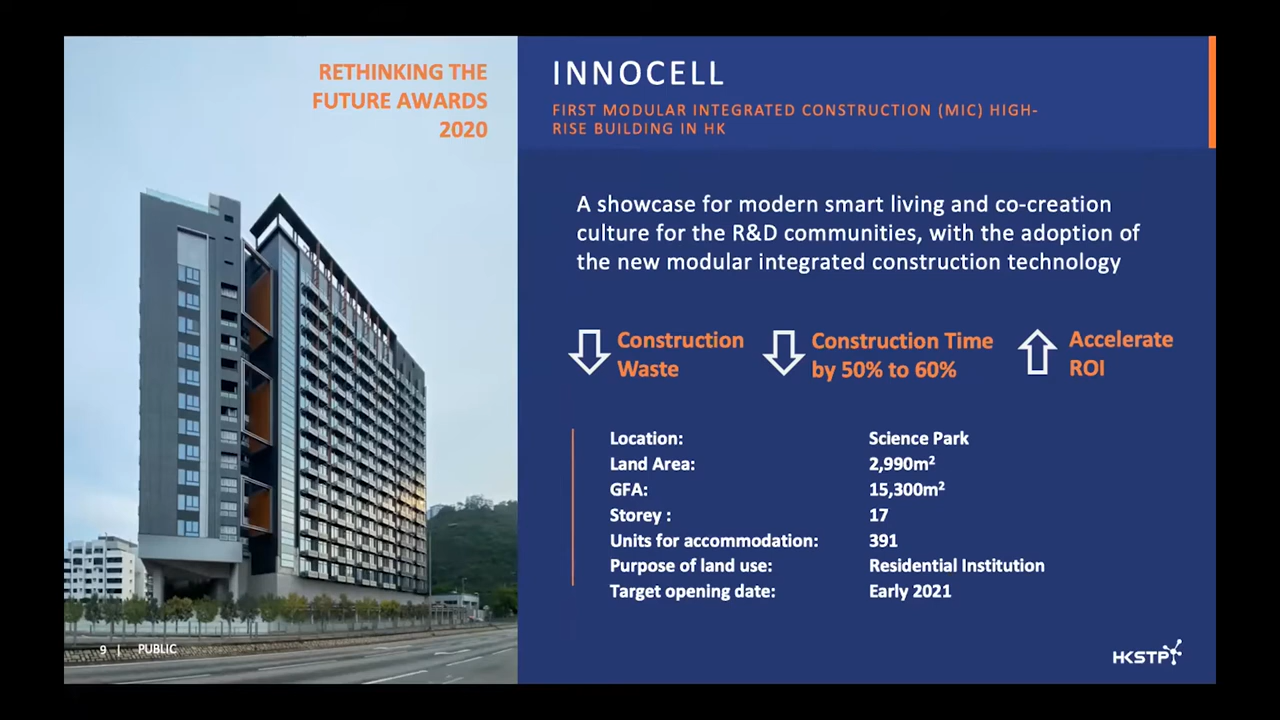 RETHINKING THE
FUTURE AWARDS
2020
INNOCELL
FIRST MODULAR INTEGRATED CONSTRUCTION (MIC) HIGH-
RISE BUILDING IN HK
A showcase for modern smart living and co-creation
culture for the R&D communities, with the adoption of
the new modular integrated construction technology
Construction
Waste
Construction Time
by 50% to 60%
Accelerate
ROI
Location: Science Park
Land Area: 2,990m²
GFA: 15,300m²
Storey : 17
Units for accommodation: 391
Purpose of land use: Residential Institution
Target opening date: Early 2021
9 | PUBLIC
HKSTP